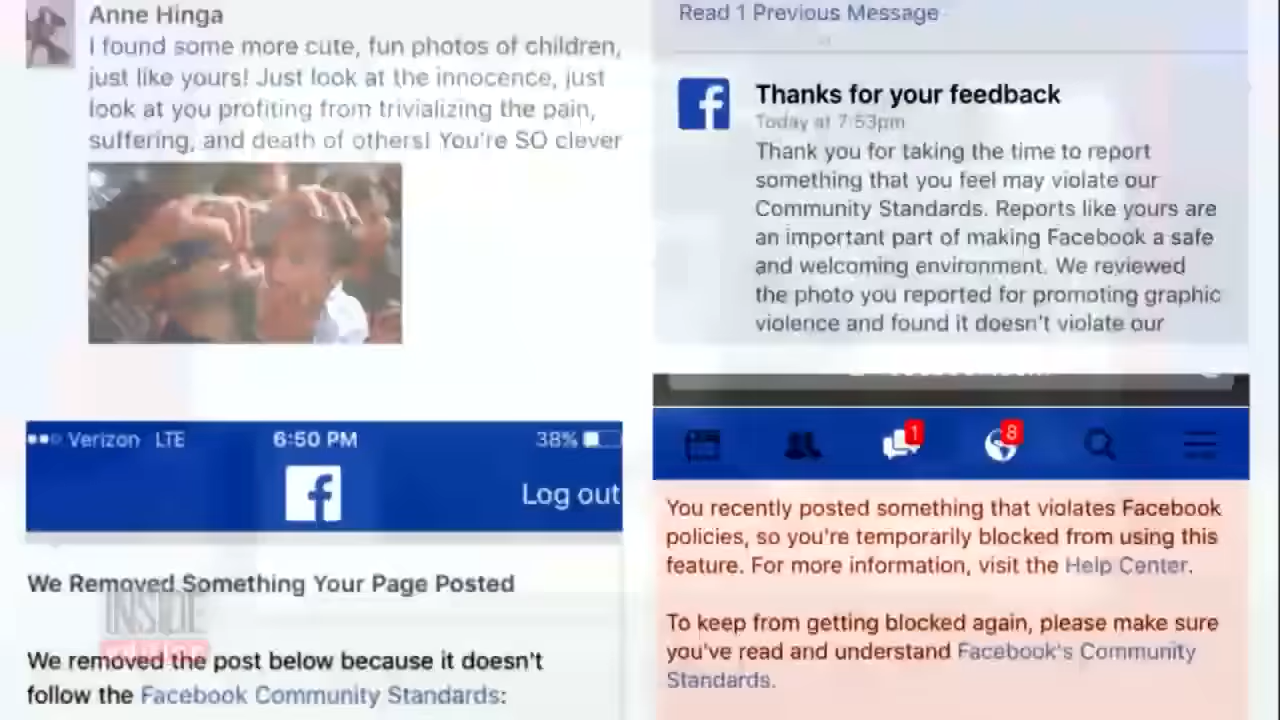 Anne Hinga
I found some more cute, fun photos of children,
just like yours! Just look at the innocence, just
look at you profiting from trivializing the pain,
suffering, and death of others! You're SO clever
Read 1 Previous Message
Thanks for your feedback
Today at 7:53pm
Thank you for taking the time to report
something that you feel may violate our
Community Standards. Reports like yours are
an important part of making Facebook a safe
and welcoming environment. We reviewed
the photo you reported for promoting graphic
violence and found it doesn't violate our
Verizon LTE 6:50 PM 38%
f
Log out
We Removed Something Your Page Posted
INSIDE
We removed the post below because it doesn't
follow the Facebook Community Standards:
1 8
You recently posted something that violates Facebook
policies, so you're temporarily blocked from using this
feature. For more information, visit the Help Center.
To keep from getting blocked again, please make sure
you've read and understand Facebook's Community
Standards.